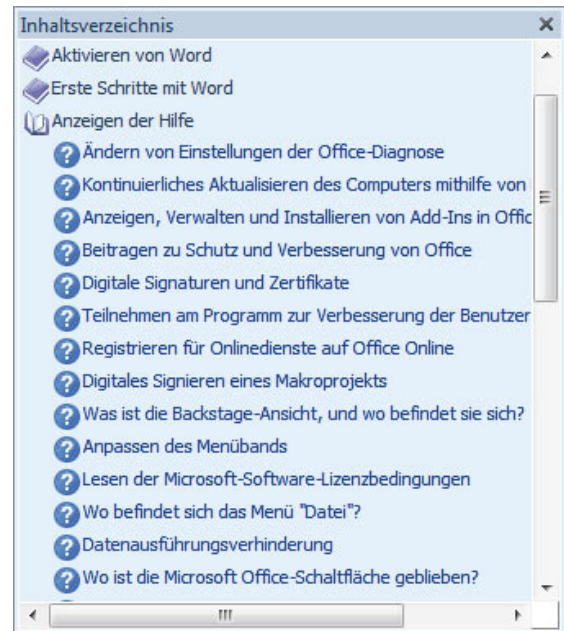 Inhaltsverzeichnis
Aktivieren von Word
Erste Schritte mit Word
Anzeigen der Hilfe
Ändern von Einstellungen der Office-Diagnose
Kontinuierliches Aktualisieren des Computers mithilfe von
Anzeigen, Verwalten und Installieren von Add-Ins in Offic
Beitragen zu Schutz und Verbesserung von Office
Digitale Signaturen und Zertifikate
Teilnehmen am Programm zur Verbesserung der Benutzer
Registrieren für Onlinedienste auf Office Online
Digitales Signieren eines Makroprojekts
Was ist die Backstage-Ansicht, und wo befindet sie sich?
Anpassen des Menübands
Lesen der Microsoft-Software-Lizenzbedingungen
Wo befindet sich das Menü "Datei"?
Datenausführungsverhinderung
Wo ist die Microsoft Office-Schaltfläche geblieben?